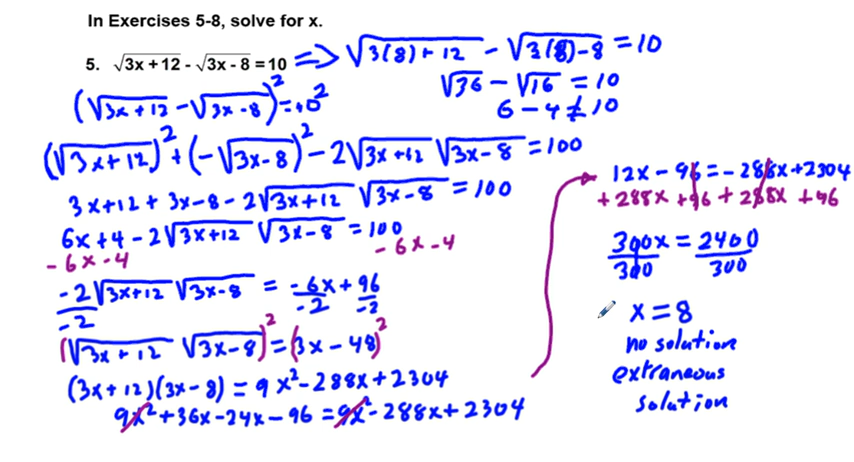 In Exercises 5-8, solve for x.
5. √(3x + 12) - √(3x - 8) = 10 ⇒ √(3(8) + 12) - √(3(8) - 8) = 10
√36 - √16 = 10
6 - 4 ≠ 10
(√(3x+12) - √(3x-8))² = 10²
(√(3x+12))² + (-√(3x-8))² - 2√(3x+12) √(3x-8) = 100
3x+12 + 3x-8 - 2√(3x+12) √(3x-8) = 100
6x+4 - 2√(3x+12) √(3x-8) = 100
-6x -4 -6x -4
-2√(3x+12) √(3x-8) = -6x + 96
-2 -2 -2
(√(3x+12) √(3x-8))² = (3x - 48)²
(3x+12)(3x-8) = 9x² - 288x + 2304
9x² + 36x - 24x - 96 = 9x² - 288x + 2304
12x - 96 = -288x + 2304
+288x +96 +288x +96
300x = 2400
300 300
x = 8
no solution
extraneous
solution